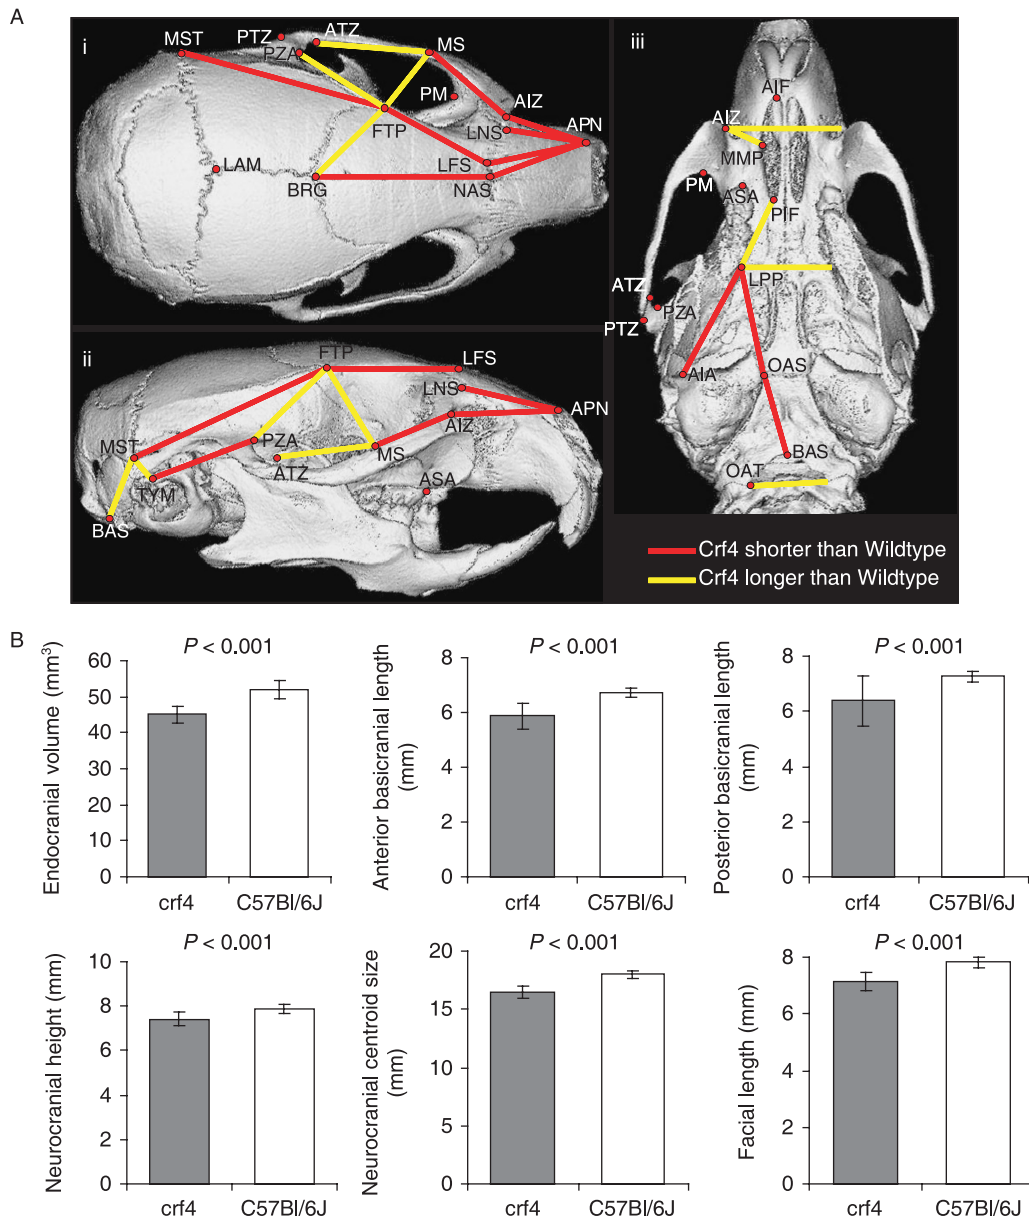 A
i
MST
PTZ
ATZ
PZA
MS
PM
AIZ
FTP
LNS
APN
LAM
BRG
LFS
NAS
ii
FTP
LFS
LNS
APN
MST
PZA
AIZ
MS
ATZ
TYM
ASA
BAS
iii
AIF
AIZ
MMP
PM
ASA
PIF
LPP
ATZ
PZA
PTZ
AIA
OAS
BAS
OAT
Crf4 shorter than Wildtype
Crf4 longer than Wildtype
B
P < 0.001
Endocranial volume (mm³)
60
50
40
30
20
10
0
crf4 C57Bl/6J
P < 0.001
Anterior basicranial length
(mm)
8
6
4
2
0
crf4 C57Bl/6J
P < 0.001
Posterior basicranial length
(mm)
8
6
4
2
0
crf4 C57Bl/6J
P < 0.001
Neurocranial height (mm)
10
8
6
4
2
0
crf4 C57Bl/6J
P < 0.001
Neurocranial centroid size
(mm)
20
15
10
5
0
crf4 C57Bl/6J
P < 0.001
Facial length (mm)
8
6
4
2
0
crf4 C57Bl/6J